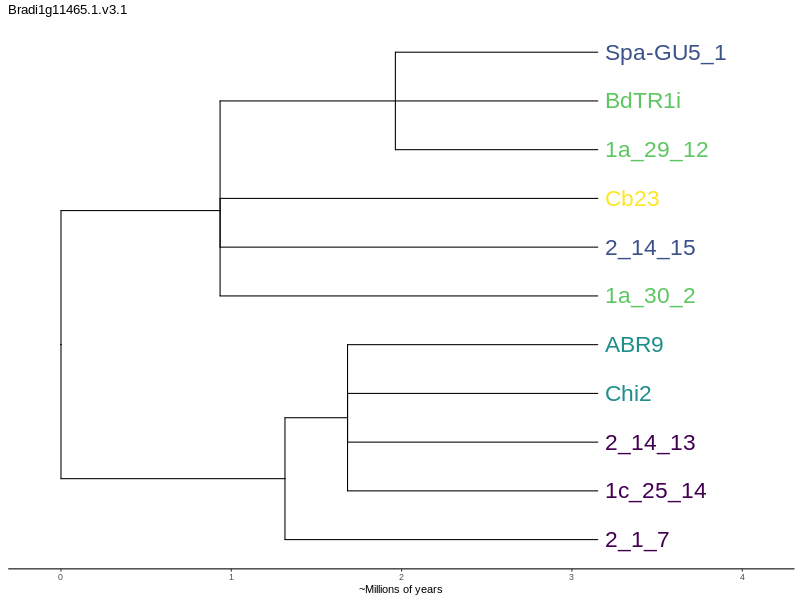 Bradi1g11465.1.v3.1
Spa-GU5_1
BdTR1i
1a_29_12
Cb23
2_14_15
1a_30_2
ABR9
Chi2
2_14_13
1c_25_14
2_1_7
0 1 2 3 4
~Millions of years